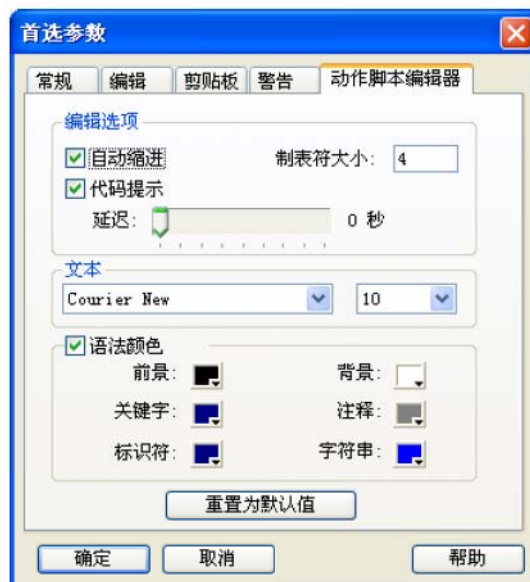 首选参数
常规 编辑 剪贴板 警告 动作脚本编辑器
编辑选项
自动缩进 制表符大小: 4
代码提示
延迟: 0 秒
文本
Courier New 10
语法颜色
前景: 背景:
关键字: 注释:
标识符: 字符串:
重置为默认值
确定 取消 帮助